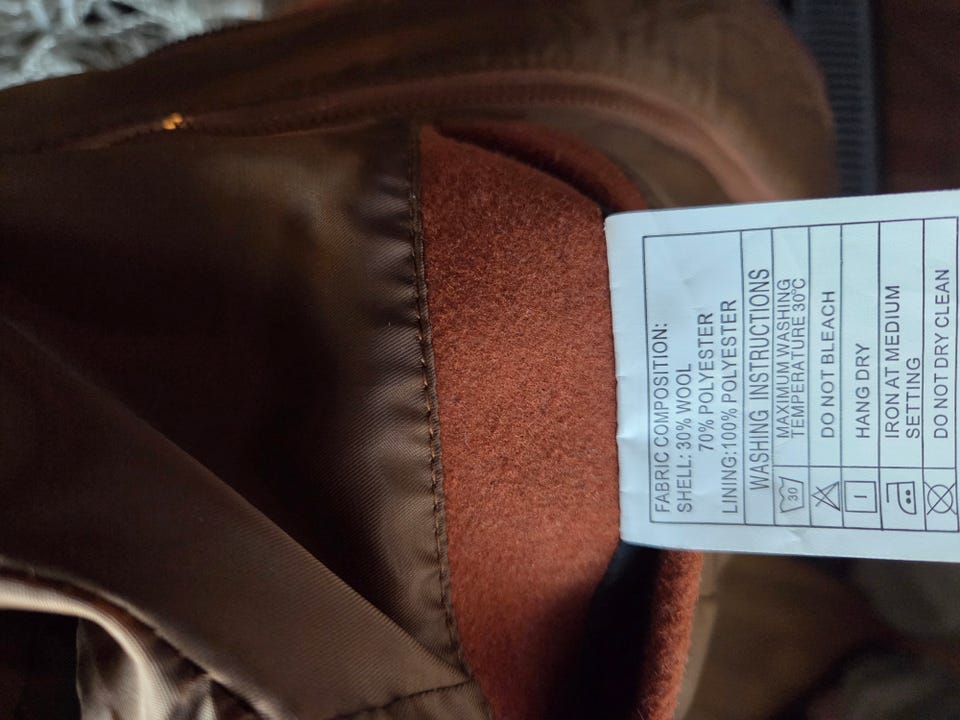 FABRIC COMPOSITION:
SHELL: 30% WOOL
70% POLYESTER
LINING:100% POLYESTER
WASHING INSTRUCTIONS
30
MAXIMUM WASHING
TEMPERATURE 30℃
DO NOT BLEACH
HANG DRY
IRON AT MEDIUM
SETTING
DO NOT DRY CLEAN